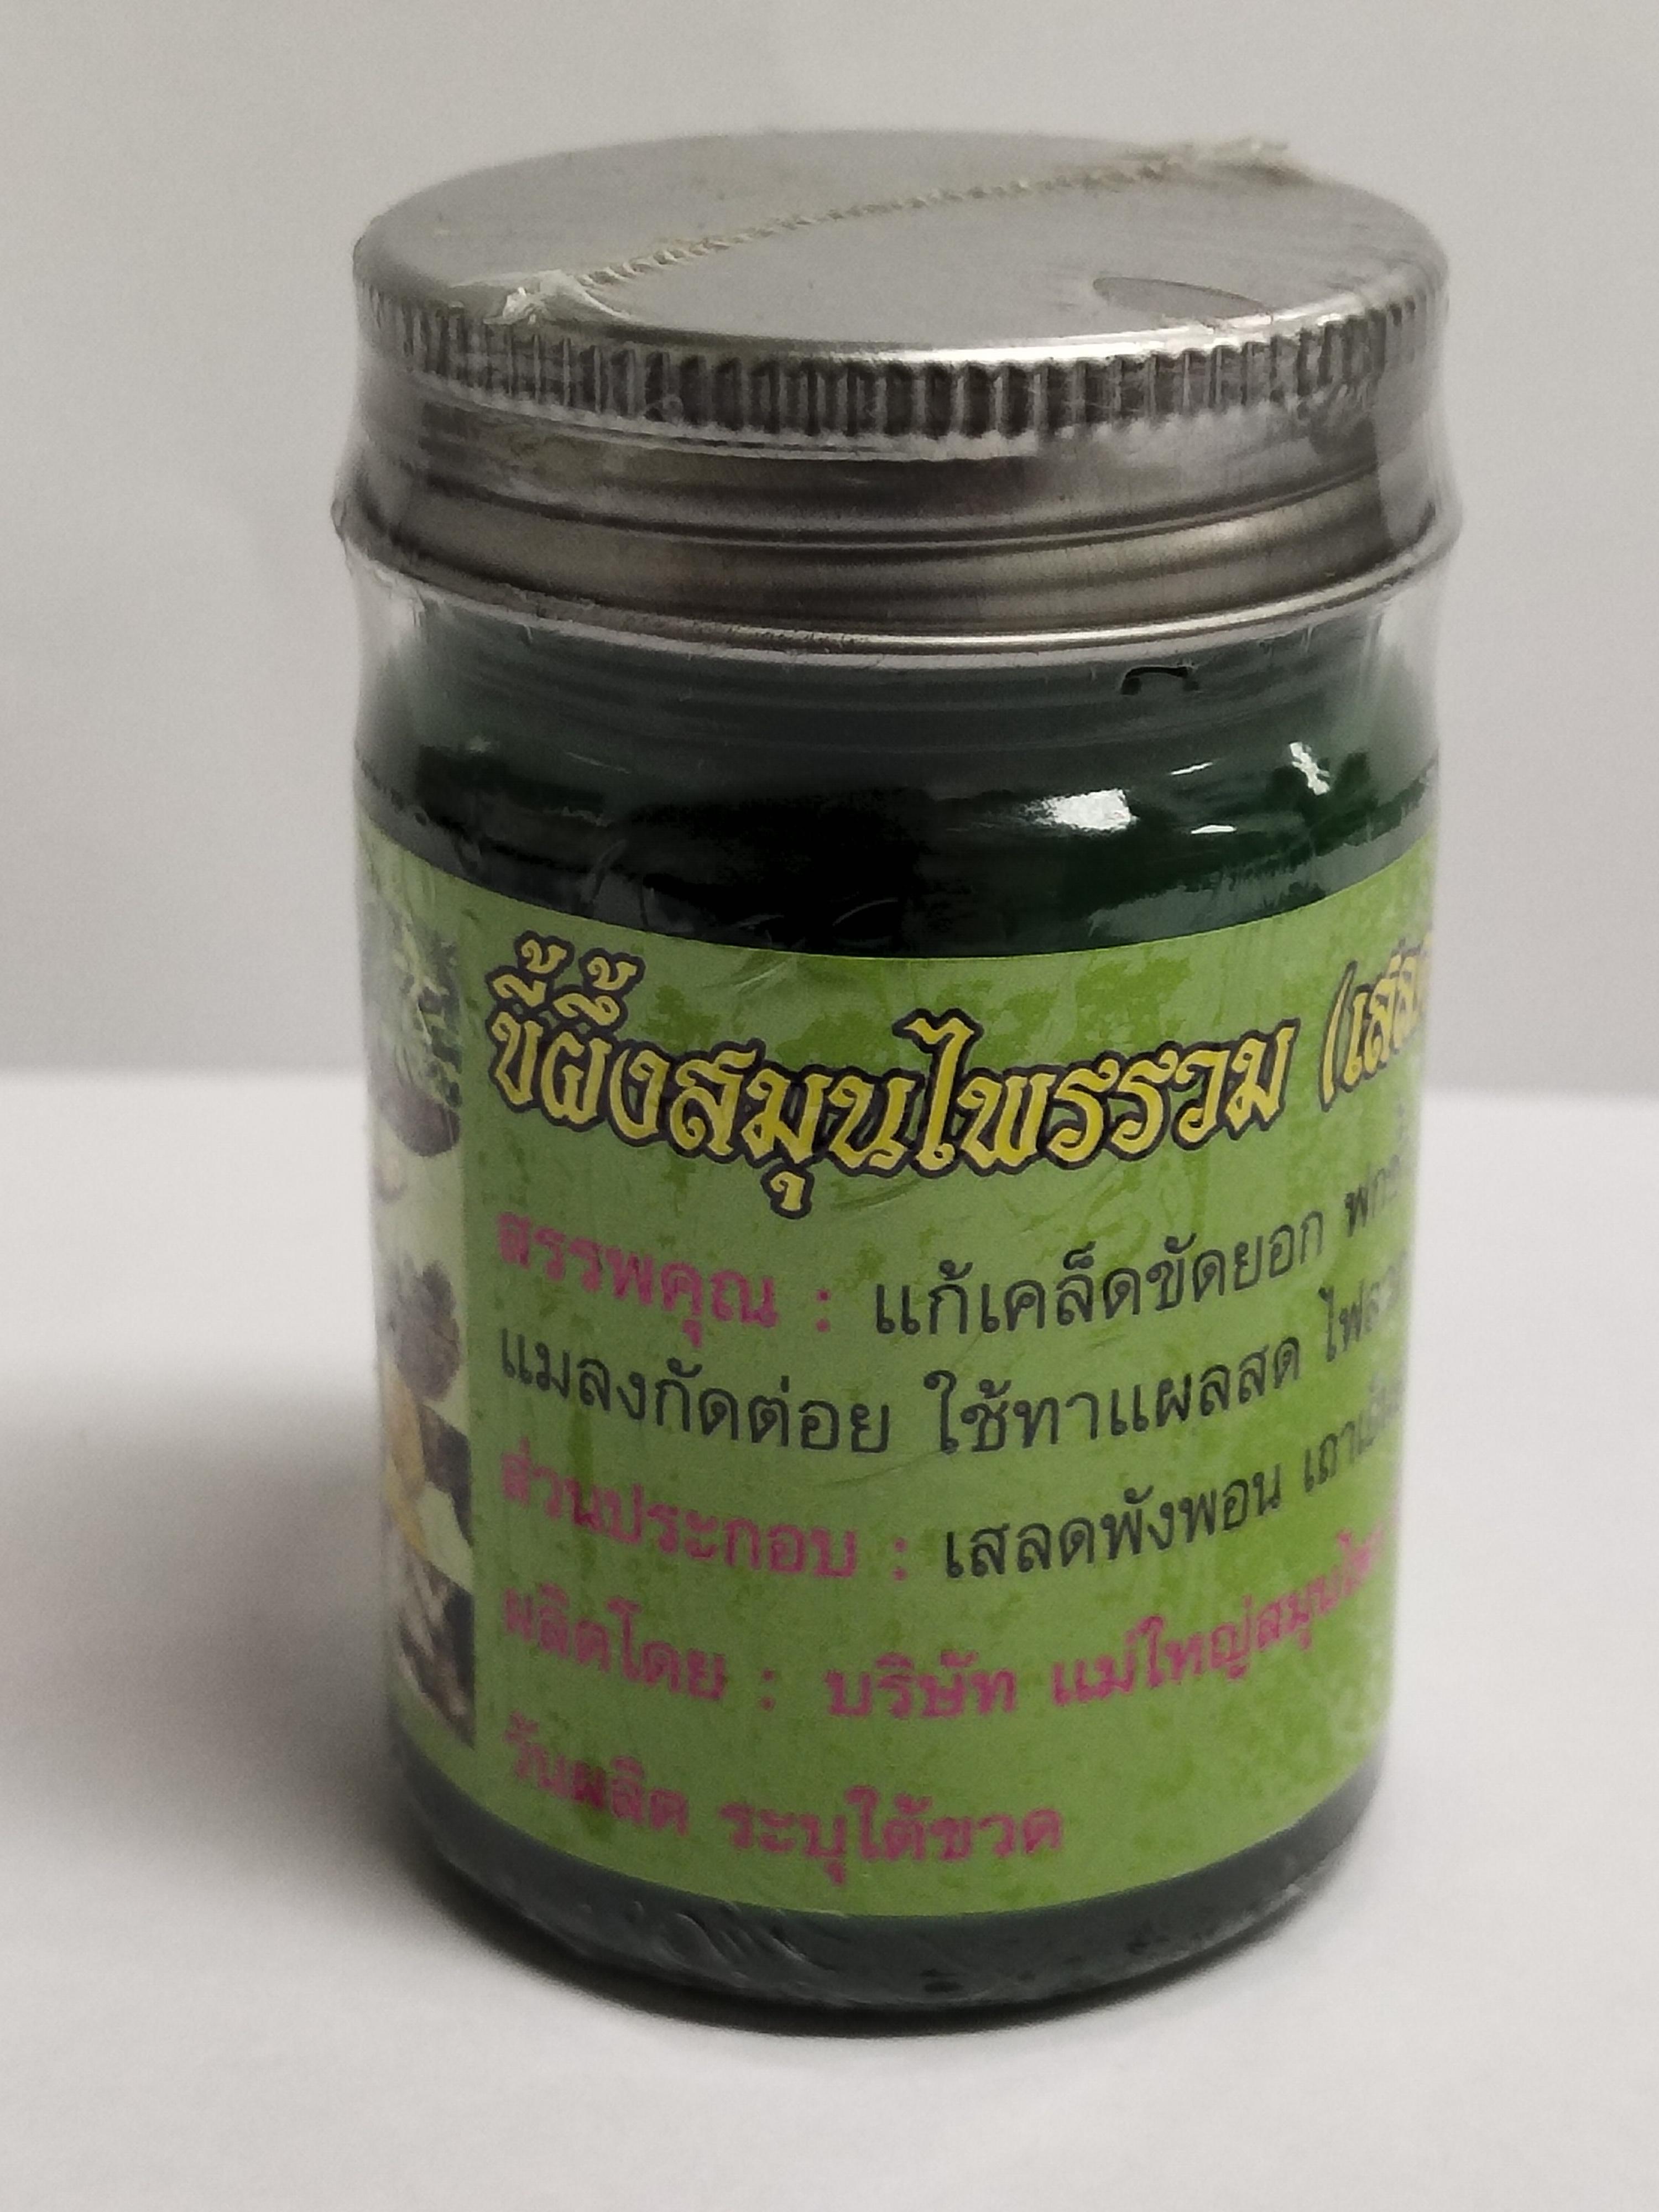 ขี้ผึ้งสมุนไพรรวม
สรรพคุณ : แก้เคล็ดขัดยอก
แมลงกัดต่อย ใช้ทาแผลสด
ส่วนประกอบ : เสลดพังพอน
ผลิตโดย : บริษัท แม่ใหญ่สมุนไพร
วันผลิต ระบุใต้ขวด